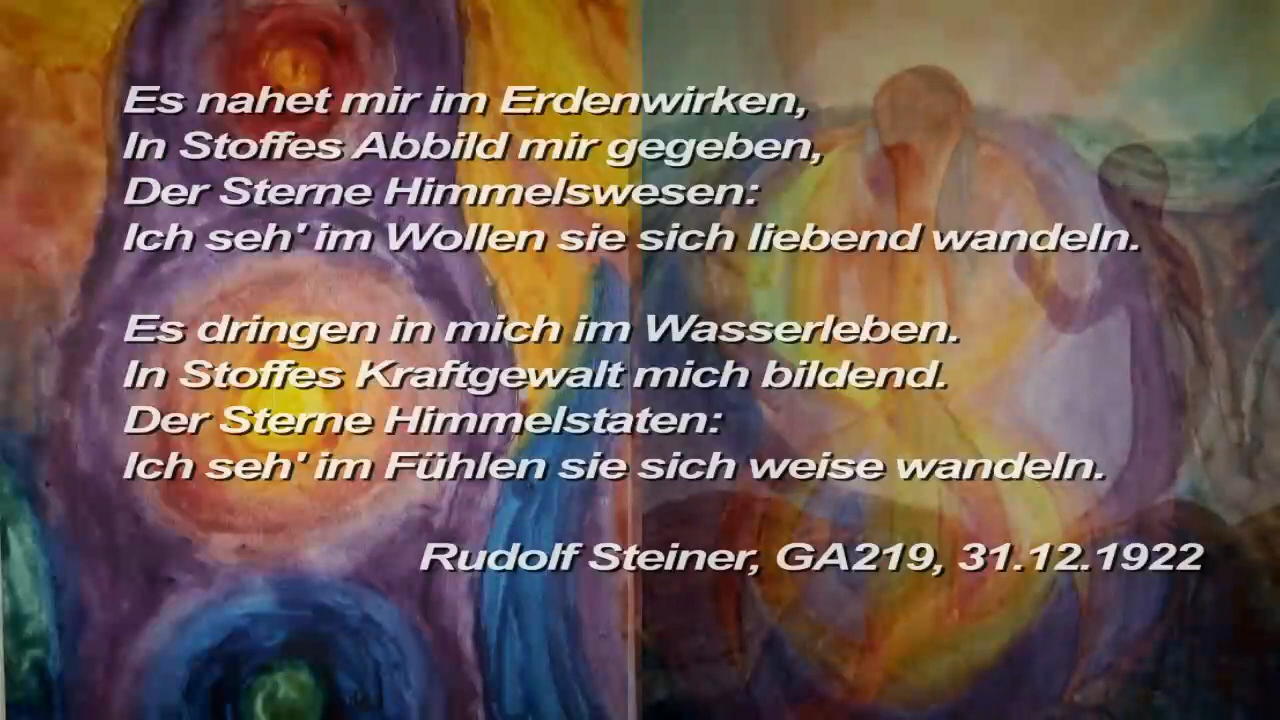 Es nahet mir im Erdenwirken,
In Stoffes Abbild mir gegeben,
Der Sterne Himmelswesen:
Ich seh' im Wollen sie sich liebend wandeln.
Es dringen in mich im Wasserleben.
In Stoffes Kraftgewalt mich bildend.
Der Sterne Himmelstaten:
Ich seh' im Fühlen sie sich weise wandeln.
Rudolf Steiner, GA219, 31.12.1922